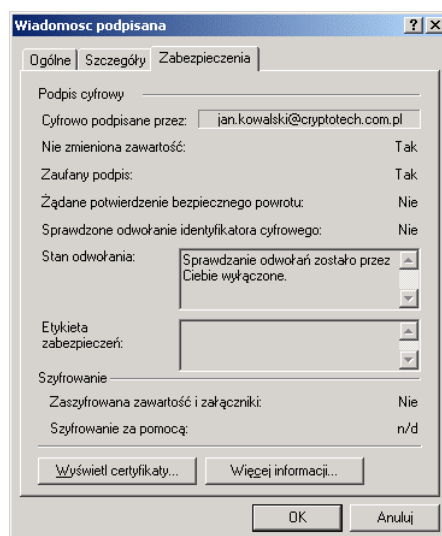 Wiadomosc podpisana
Ogólne Szczegóły Zabezpieczenia
Podpis cyfrowy
Cyfrowo podpisane przez: jan.kowalski@cryptotech.com.pl
Nie zmieniona zawartość: Tak
Zaufany podpis: Tak
Żądane potwierdzenie bezpiecznego powrotu: Nie
Sprawdzone odwołanie identyfikatora cyfrowego: Nie
Stan odwołania: Sprawdzanie odwołań zostało przez
Ciebie wyłączone.
Etykieta
zabezpieczeń:
Szyfrowanie
Zaszyfrowana zawartość i załączniki: Nie
Szyfrowanie za pomocą: n/d
Wyświetl certyfikaty... Więcej informacji...
OK Anuluj